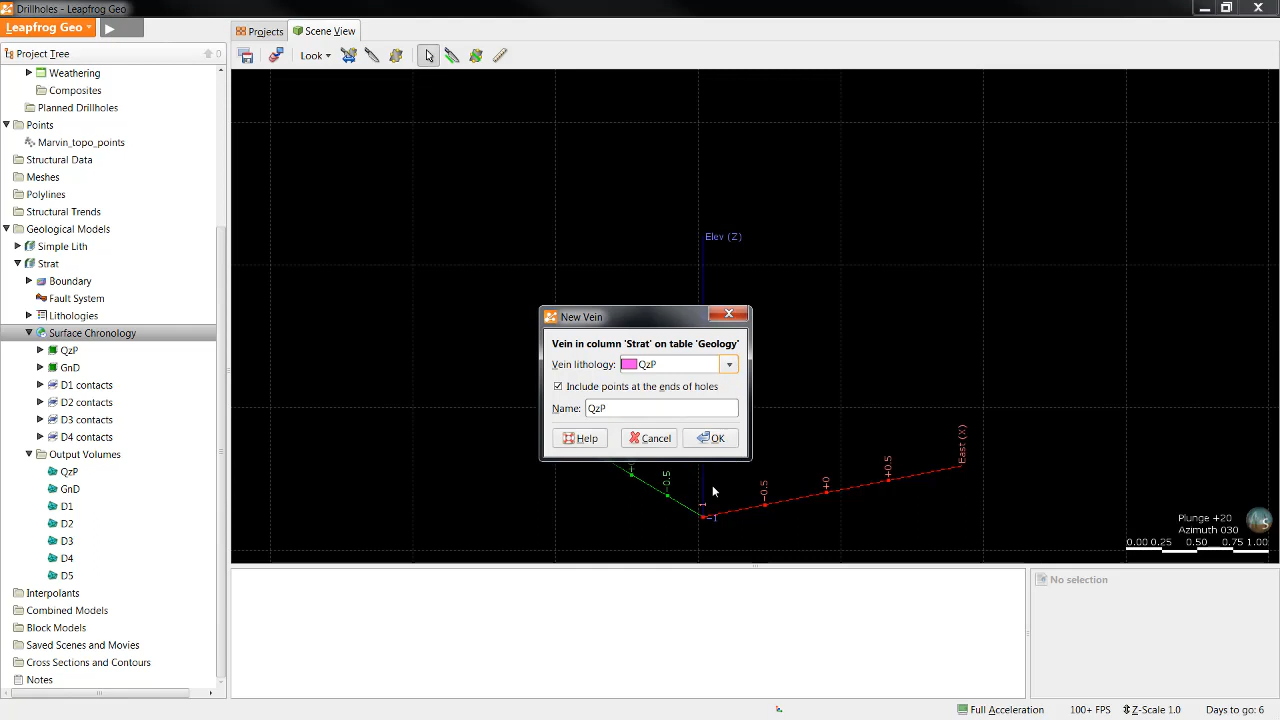 Drillholes - Leapfrog Geo
Leapfrog Geo
Projects
Scene View
Project Tree
0
Look
Weathering
Composites
Planned Drillholes
Points
Marvin_topo_points
Structural Data
Meshes
Polylines
Structural Trends
Geological Models
Simple Lith
Strat
Boundary
Fault System
Lithologies
Surface Chronology
QzP
GnD
D1 contacts
D2 contacts
D3 contacts
D4 contacts
Output Volumes
QzP
GnD
D1
D2
D3
D4
D5
Interpolants
Combined Models
Block Models
Saved Scenes and Movies
Cross Sections and Contours
Notes
Elev (Z)
New Vein
Vein in column 'Strat' on table 'Geology'
Vein lithology: QzP
Include points at the ends of holes
Name: QzP
Help
Cancel
OK
East (X)
+0.5
+0
-0.5
-0.5
-1
Plunge +20
Azimuth 030
0.00 0.25 0.50 0.75 1.00
No selection
Full Acceleration
100+ FPS
Z-Scale 1.0
Days to go: 6